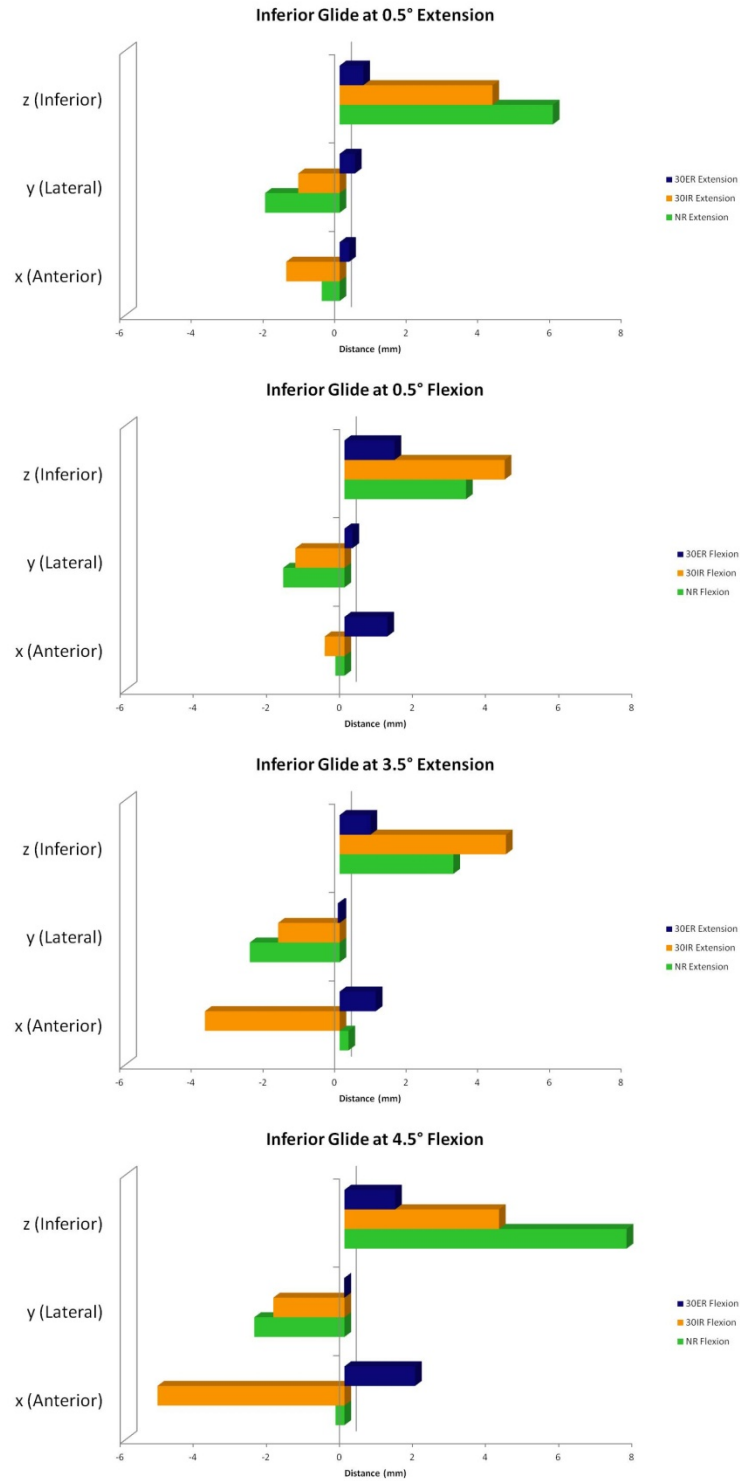 Inferior Glide at 0.5° Extension
z (Inferior)
y (Lateral)
x (Anterior)
30ER Extension
30IR Extension
NR Extension
-6 -4 -2 0 2 4 6 8
Distance (mm)
Inferior Glide at 0.5° Flexion
z (Inferior)
y (Lateral)
x (Anterior)
30ER Flexion
30IR Flexion
NR Flexion
-6 -4 -2 0 2 4 6 8
Distance (mm)
Inferior Glide at 3.5° Extension
z (Inferior)
y (Lateral)
x (Anterior)
30ER Extension
30IR Extension
NR Extension
-6 -4 -2 0 2 4 6 8
Distance (mm)
Inferior Glide at 4.5° Flexion
z (Inferior)
y (Lateral)
x (Anterior)
30ER Flexion
30IR Flexion
NR Flexion
-6 -4 -2 0 2 4 6 8
Distance (mm)